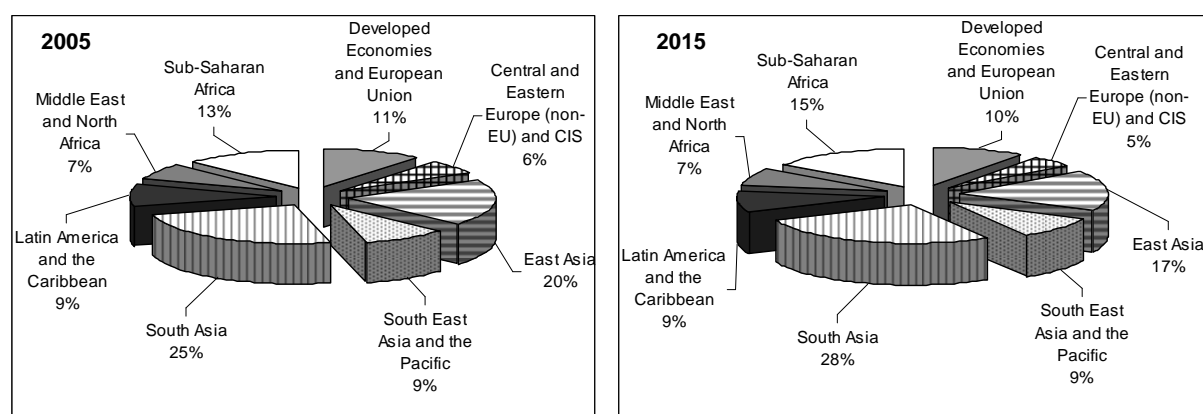 2005
Developed
Economies
and European
Union
11%
Central and
Eastern
Europe (non-
EU) and CIS
6%
East Asia
20%
South East
Asia and the
Pacific
9%
South Asia
25%
Latin America
and the
Caribbean
9%
Middle East
and North
Africa
7%
Sub-Saharan
Africa
13%
2015
Developed
Economies
and European
Union
10%
Central and
Eastern
Europe (non-
EU) and CIS
5%
East Asia
17%
South East
Asia and the
Pacific
9%
South Asia
28%
Latin America
and the
Caribbean
9%
Middle East
and North
Africa
7%
Sub-Saharan
Africa
15%